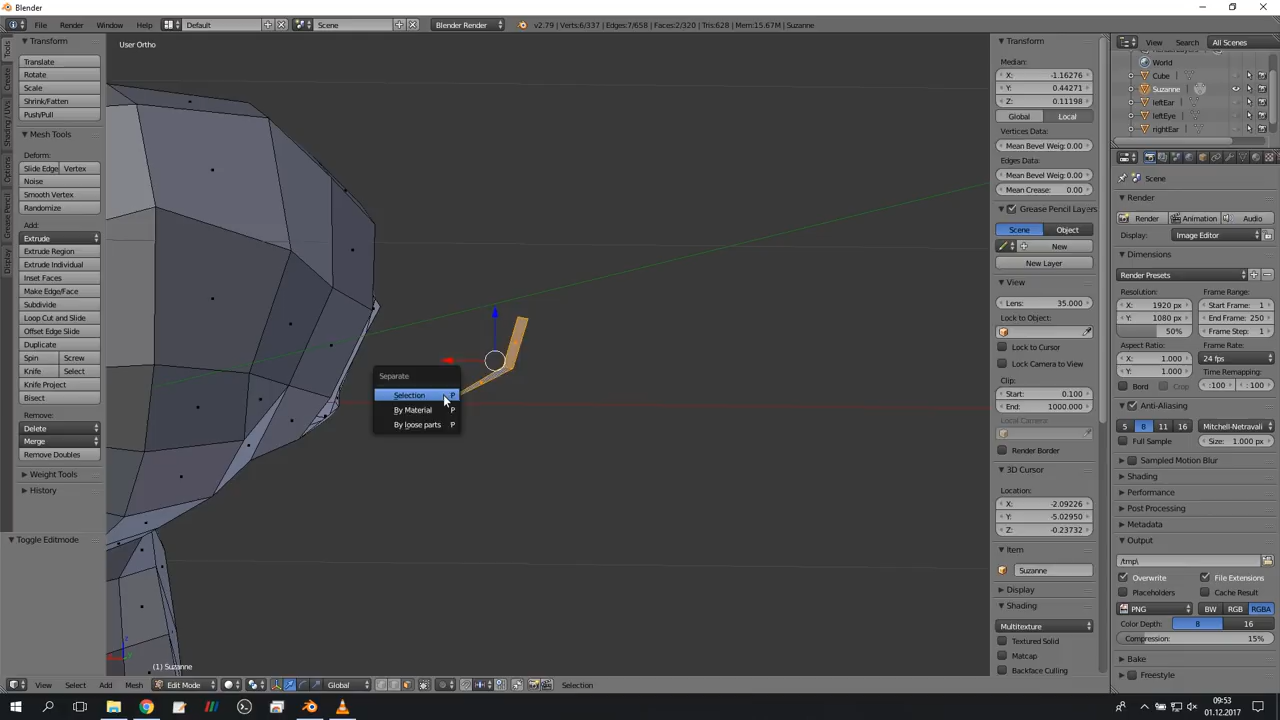 Blender
File Render Window Help Default Scene Blender Render v2.79 | Verts:6/337 | Edges:7/658 | Faces:2/320 | Tris:628 | Mem:15.67M | Suzanne
Tools
Create
Shading / UVs
Options
Grease Pencil
Display
Transform
Translate
Rotate
Scale
Shrink/Fatten
Push/Pull
Mesh Tools
Deform:
Slide Edge Vertex
Noise
Smooth Vertex
Randomize
Add:
Extrude
Extrude Region
Extrude Individual
Inset Faces
Make Edge/Face
Subdivide
Loop Cut and Slide
Offset Edge Slide
Duplicate
Spin Screw
Knife Select
Knife Project
Bisect
Remove:
Delete
Merge
Remove Doubles
Weight Tools
History
Toggle Editmode
User Ortho
Separate
Selection P
By Material P
By loose parts P
(1) Suzanne
View Select Add Mesh Edit Mode Global Selection
Transform
Median:
X: -1.16276
Y: 0.44271
Z: 0.11198
Global Local
Vertices Data:
Mean Bevel Weig: 0.00
Edges Data:
Mean Bevel Weig: 0.00
Mean Crease: 0.00
Grease Pencil Layers
Scene Object
New
New Layer
View
Lens: 35.000
Lock to Object:
Lock to Cursor
Lock Camera to View
Clip:
Start: 0.100
End: 1000.000
Local Camera:
Render Border
3D Cursor
Location:
X: -2.09226
Y: -5.02950
Z: -0.23732
Item
Suzanne
Display
Shading
Multitexture
Textured Solid
Matcap
Backface Culling
View Search All Scenes
World
Cube
Suzanne
leftEar
leftEye
rightEar
Scene
Render
Render Animation Audio
Display: Image Editor
Dimensions
Render Presets
Resolution: Frame Range:
X: 1920 px Start Frame: 1
Y: 1080 px End Frame: 250
50% Frame Step: 1
Aspect Ratio: Frame Rate:
X: 1.000 24 fps
Y: 1.000 Time Remapping:
Bord Crop :100 :100
Anti-Aliasing
5 8 11 16 Mitchell-Netravali
Full Sample Size: 1.000 px
Sampled Motion Blur
Shading
Performance
Post Processing
Metadata
Output
/tmp\
Overwrite File Extensions
Placeholders Cache Result
PNG BW RGB RGBA
Color Depth: 8 16
Compression: 15%
Bake
Freestyle
09:53
01.12.2017